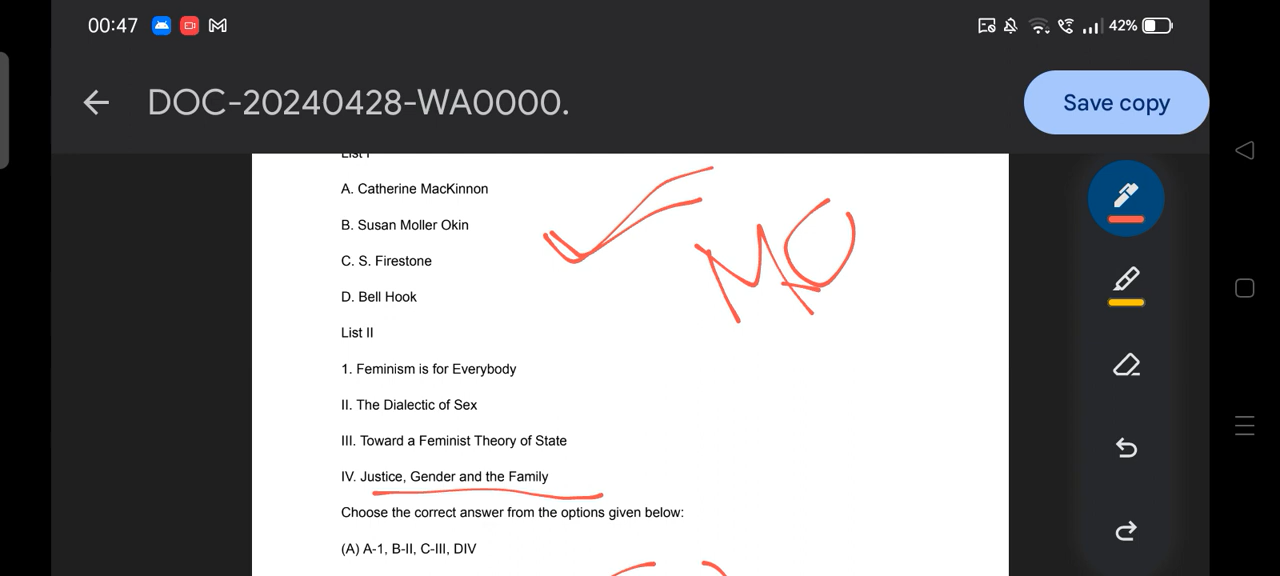 00:47
42%
DOC-20240428-WA0000.
Save copy
List I
A. Catherine MacKinnon
B. Susan Moller Okin
MO
C. S. Firestone
D. Bell Hook
List II
1. Feminism is for Everybody
II. The Dialectic of Sex
III. Toward a Feminist Theory of State
IV. Justice, Gender and the Family
Choose the correct answer from the options given below:
(A) A-1, B-II, C-III, DIV